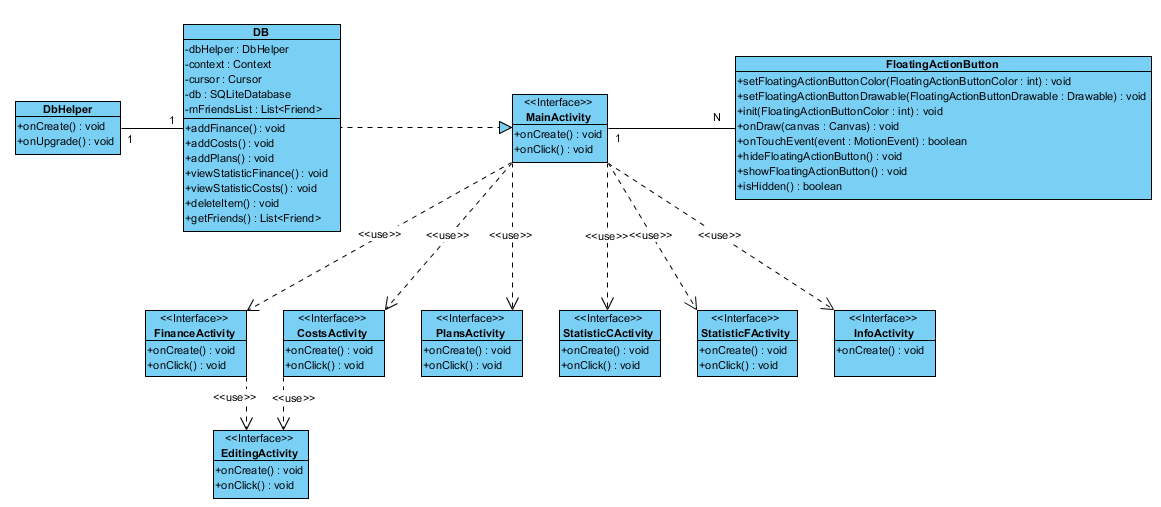 DB
-dbHelper : DbHelper
-context : Context
-cursor : Cursor
-db : SQLiteDatabase
-mFriendsList : List<Friend>
+addFinance() : void
+addCosts() : void
+addPlans() : void
+viewStatisticFinance() : void
+viewStatisticCosts() : void
+deleteItem() : void
+getFriends() : List<Friend>
DbHelper
+onCreate() : void
+onUpgrade() : void
1
1
<<Interface>>
MainActivity
+onCreate() : void
+onClick() : void
1
N
FloatingActionButton
+setFloatingActionButtonColor(FloatingActionButtonColor : int) : void
+setFloatingActionButtonDrawable(FloatingActionButtonDrawable : Drawable) : void
+init(FloatingActionButtonColor : int) : void
+onDraw(canvas : Canvas) : void
+onTouchEvent(event : MotionEvent) : boolean
+hideFloatingActionButton() : void
+showFloatingActionButton() : void
+isHidden() : boolean
<<use>>
<<use>>
<<use>>
<<use>>
<<use>>
<<use>>
<<Interface>>
FinanceActivity
+onCreate() : void
+onClick() : void
<<Interface>>
CostsActivity
+onCreate() : void
+onClick() : void
<<Interface>>
PlansActivity
+onCreate() : void
+onClick() : void
<<Interface>>
StatisticCActivity
+onCreate() : void
+onClick() : void
<<Interface>>
StatisticFActivity
+onCreate() : void
+onClick() : void
<<Interface>>
InfoActivity
+onCreate() : void
<<use>>
<<use>>
<<Interface>>
EditingActivity
+onCreate() : void
+onClick() : void